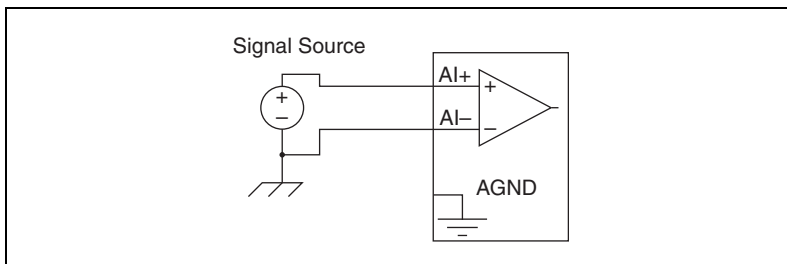 Signal Source
AI+
+
+
–
AI–
–
AGND